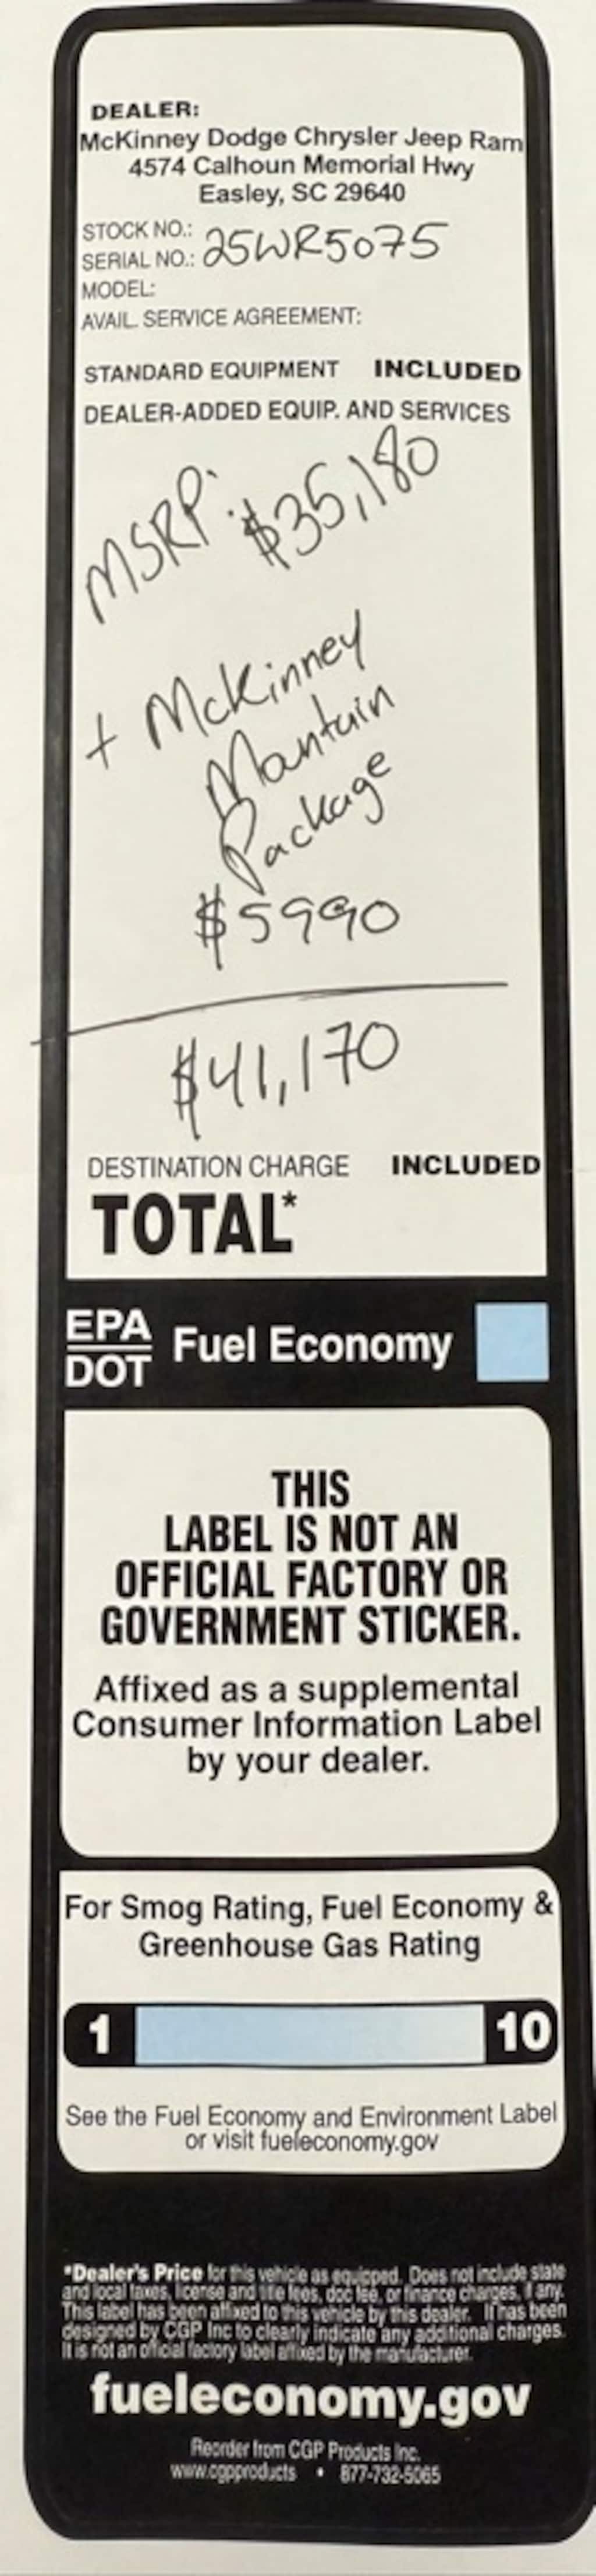 DEALER:
McKinney Dodge Chrysler Jeep Ram
4574 Calhoun Memorial Hwy
Easley, SC 29640
STOCK NO.:
SERIAL NO.: 25WR5075
MODEL:
AVAIL. SERVICE AGREEMENT:
STANDARD EQUIPMENT INCLUDED
DEALER-ADDED EQUIP. AND SERVICES
MSRP: $35,180
+ McKinney
Mantain
Package
$5990
$41,170
DESTINATION CHARGE INCLUDED
TOTAL*
EPA
DOT
Fuel Economy
THIS
LABEL IS NOT AN
OFFICIAL FACTORY OR
GOVERNMENT STICKER.
Affixed as a supplemental
Consumer Information Label
by your dealer.
For Smog Rating, Fuel Economy &
Greenhouse Gas Rating
1 10
See the Fuel Economy and Environment Label
or visit fueleconomy.gov
*Dealer's Price for this vehicle as equipped. Does not include state
and local taxes, license and title fees, doc fee, or finance charges, if any.
This label has been affixed to this vehicle by this dealer. It has been
designed by CGP Inc to clearly indicate any additional charges.
It is not an official factory label affixed by the manufacturer.
fueleconomy.gov
Reorder from CGP Products Inc.
www.cgpproducts • 877-732-5065